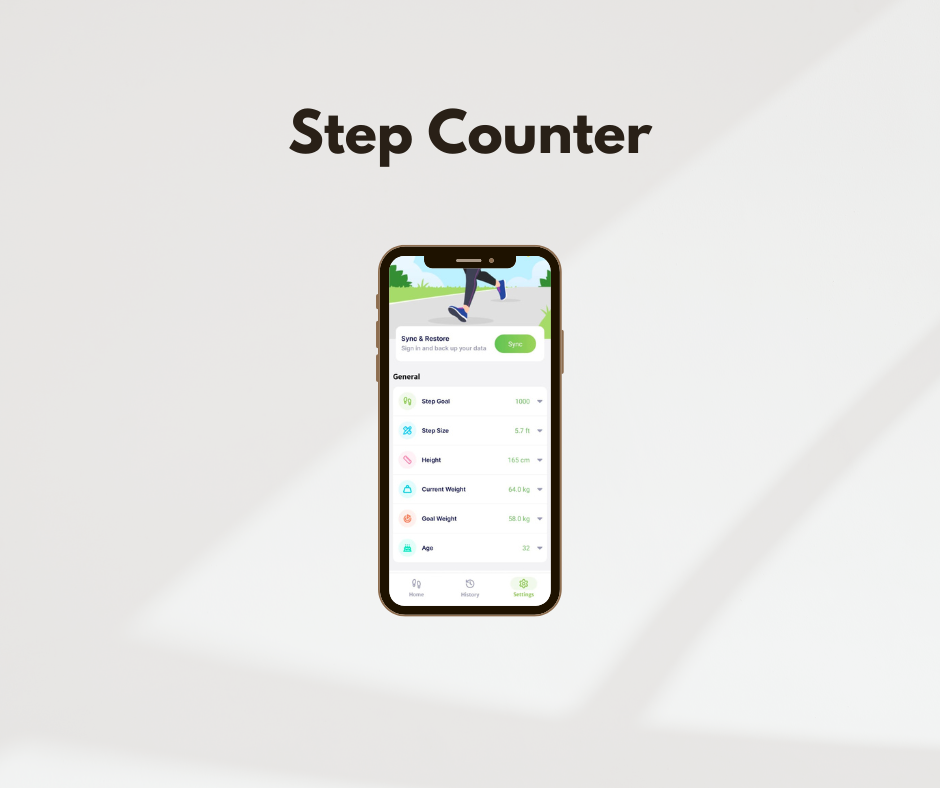 Step Counter
Sync & Restore
Sign in and back up your data
Sync
General
Step Goal 1000
Step Size 5.7 ft
Height 165 cm
Current Weight 64.0 kg
Goal Weight 58.0 kg
Age 32
Home History Settings